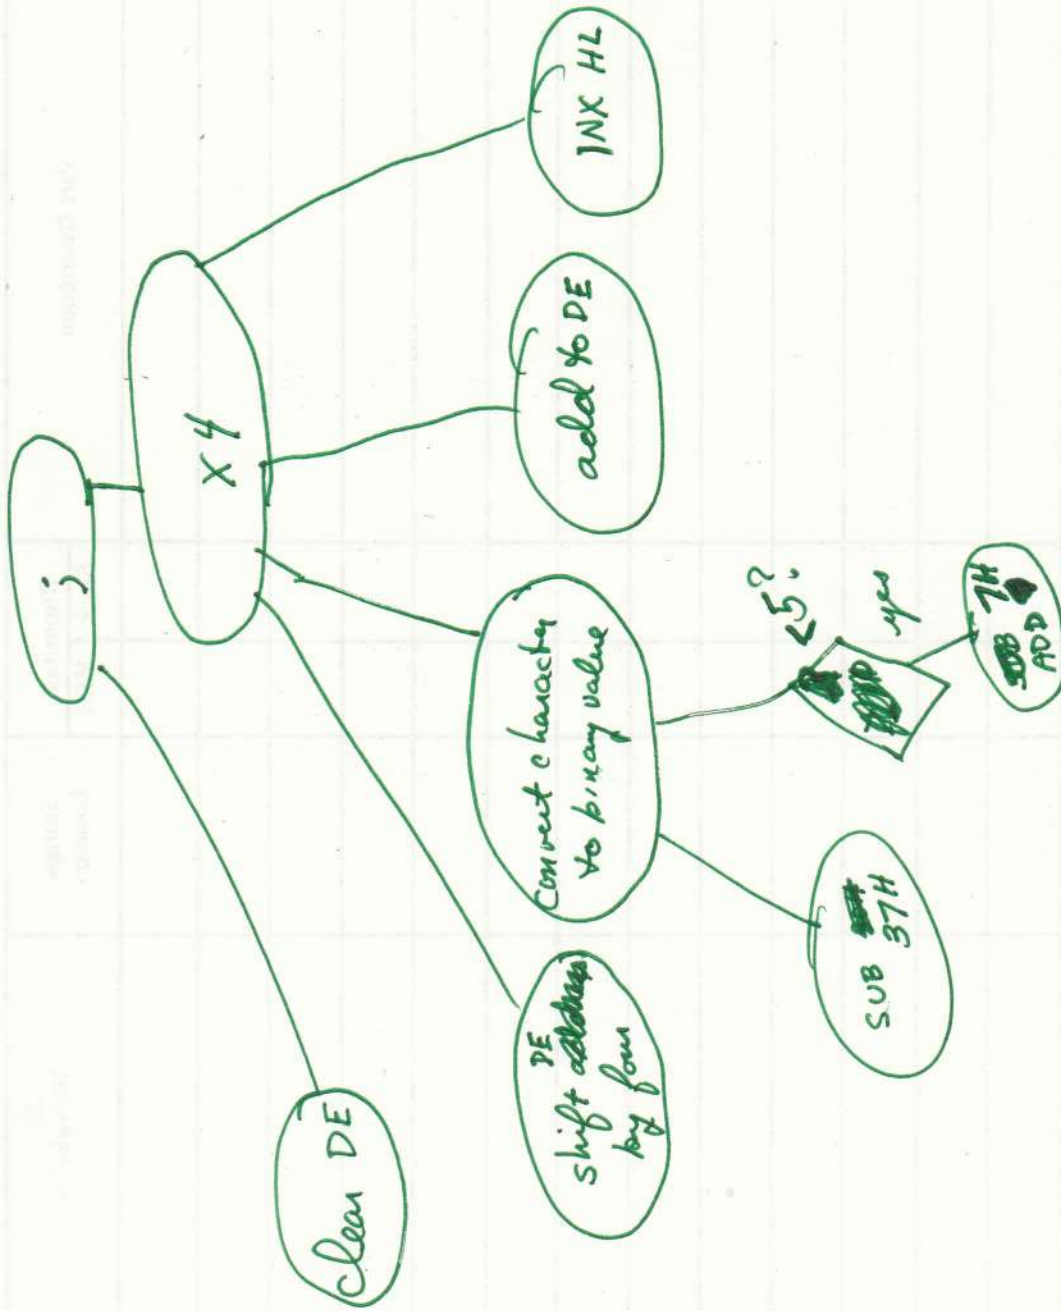 ;
X 4
clear DE
DE
shift
by four
convert character
to binary value
add to DE
INX HL
SUB
37H
<5?
yes
7H
ADD